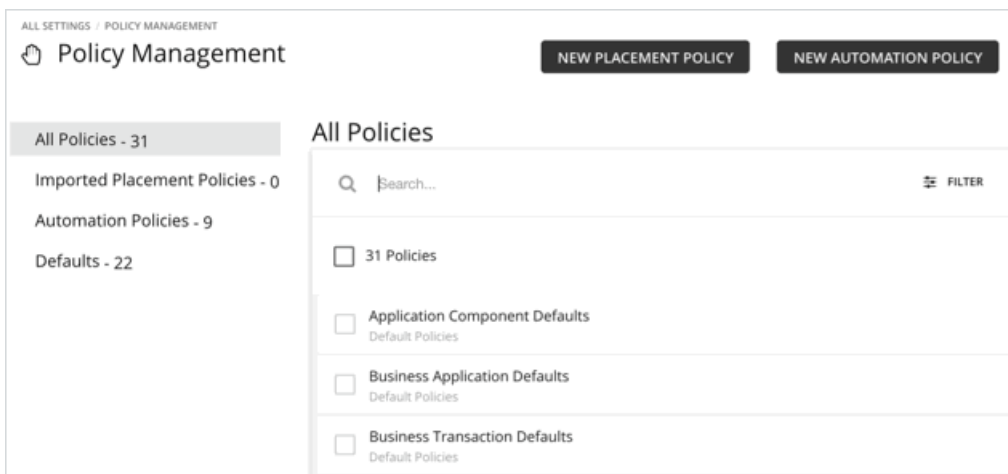 ALL SETTINGS / POLICY MANAGEMENT
Policy Management
NEW PLACEMENT POLICY
NEW AUTOMATION POLICY
All Policies - 31
Imported Placement Policies - 0
Automation Policies - 9
Defaults - 22
All Policies
Search...
FILTER
31 Policies
Application Component Defaults
Default Policies
Business Application Defaults
Default Policies
Business Transaction Defaults
Default Policies